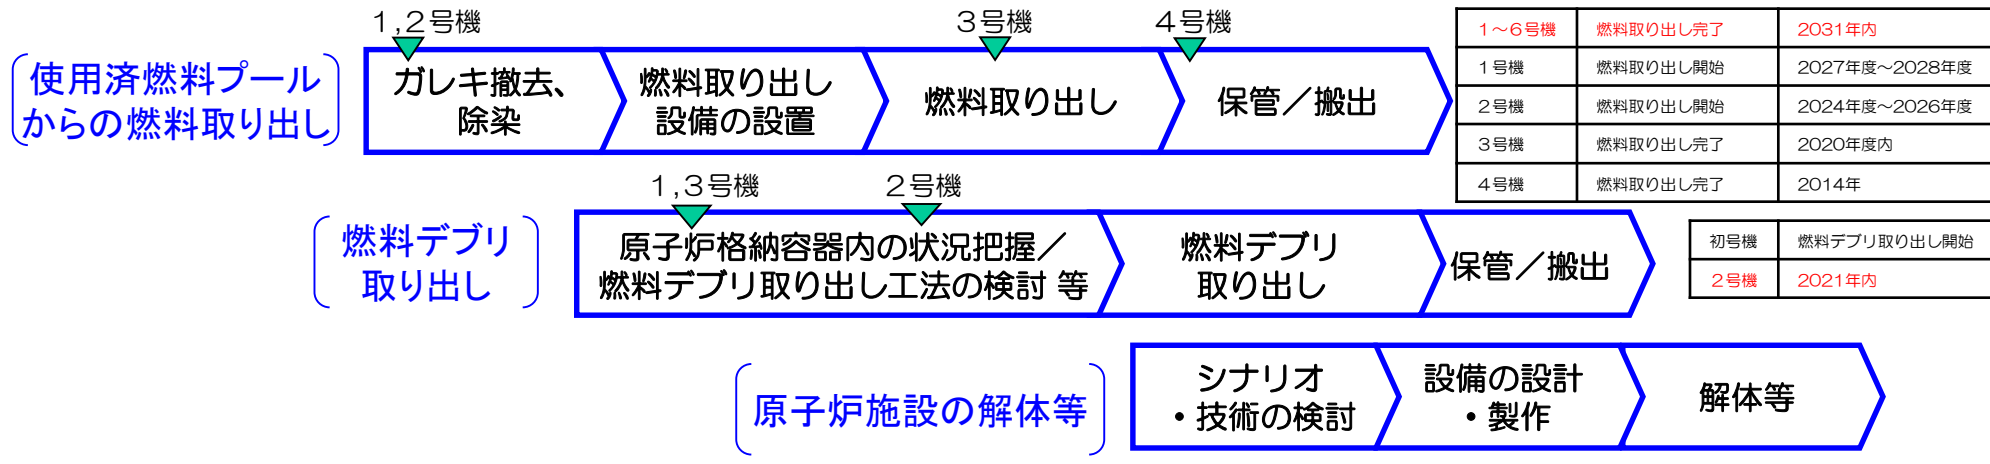 1,2号機
3号機
4号機
使用済燃料プール
からの燃料取り出し
ガレキ撤去、
除染
燃料取り出し
設備の設置
燃料取り出し
保管／搬出
1～6号機 燃料取り出し完了 2031年内
1号機 燃料取り出し開始 2027年度～2028年度
2号機 燃料取り出し開始 2024年度～2026年度
3号機 燃料取り出し完了 2020年度内
4号機 燃料取り出し完了 2014年
1,3号機
2号機
燃料デブリ
取り出し
原子炉格納容器内の状況把握／
燃料デブリ取り出し工法の検討 等
燃料デブリ
取り出し
保管／搬出
初号機 燃料デブリ取り出し開始
2号機 2021年内
原子炉施設の解体等
シナリオ
・技術の検討
設備の設計
・製作
解体等